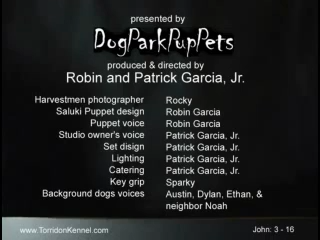 presented by
DogParkPupPets
produced & directed by
Robin and Patrick Garcia, Jr.
Harvestmen photographer Rocky
Saluki Puppet design Robin Garcia
Puppet voice Robin Garcia
Studio owner's voice Patrick Garcia, Jr.
Set disign Patrick Garcia, Jr.
Lighting Patrick Garcia, Jr.
Catering Patrick Garcia, Jr.
Key grip Sparky
Background dogs voices Austin, Dylan, Ethan, &
neighbor Noah
www.TorridonKennel.com John: 3 - 16